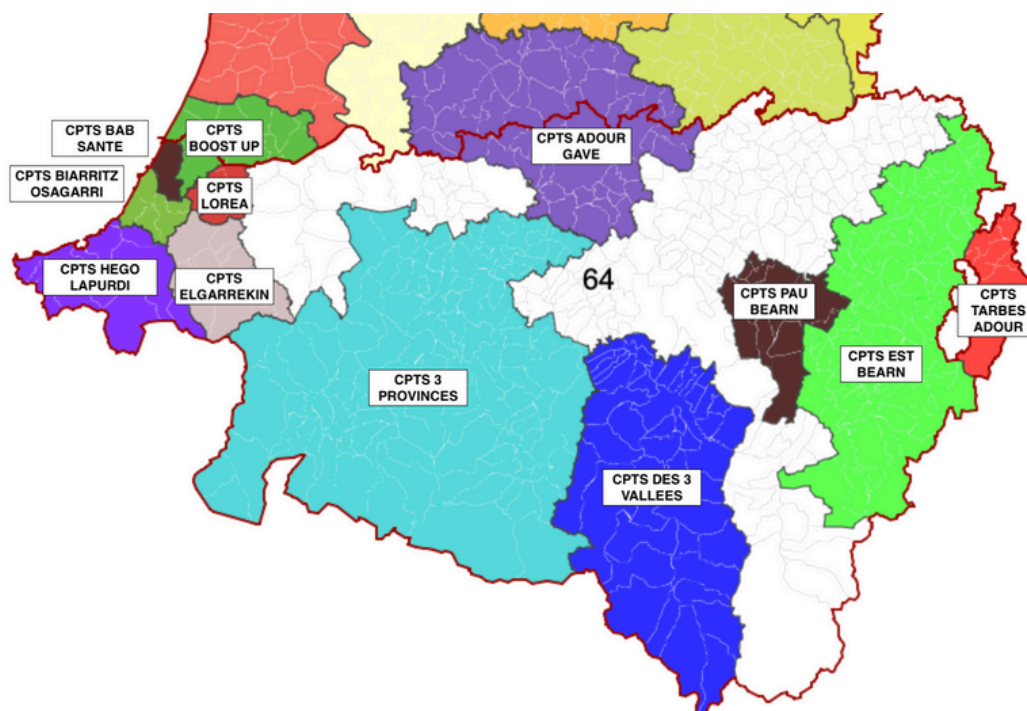 CPTS BAB
SANTE
CPTS
BOOST UP
CPTS ADOUR
GAVE
CPTS BIARRITZ
OSAGARRI
CPTS
LOREA
CPTS HEGO
LAPURDI
CPTS
ELGARREKIN
64
CPTS PAU
BEARN
CPTS
TARBES
ADOUR
CPTS EST
BEARN
CPTS 3
PROVINCES
CPTS DES 3
VALLEES